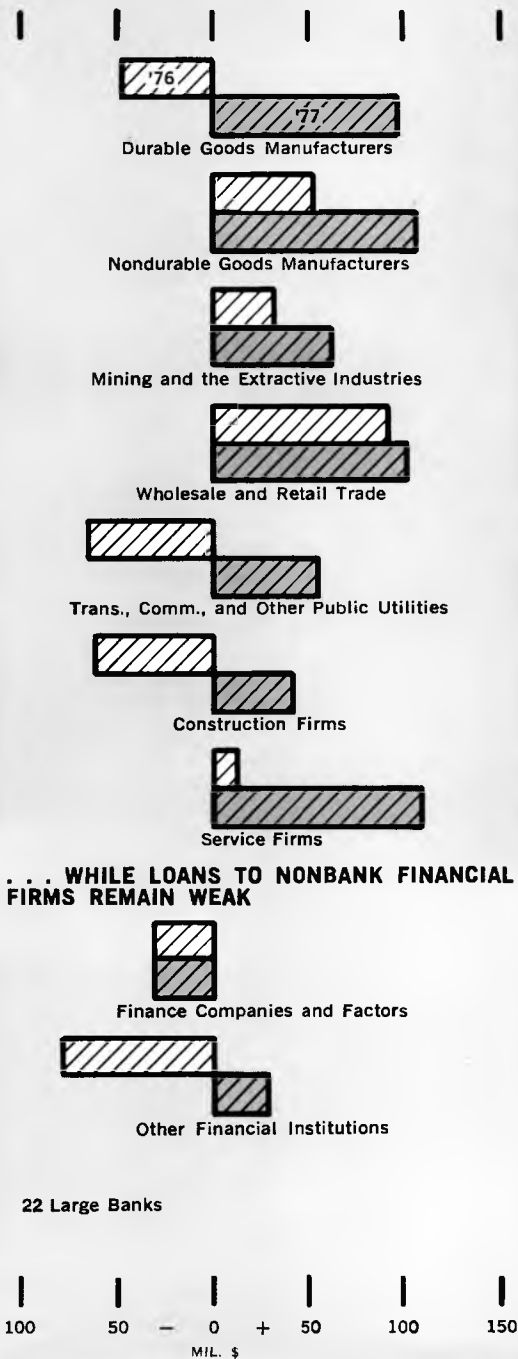 '76
'77
Durable Goods Manufacturers
Nondurable Goods Manufacturers
Mining and the Extractive Industries
Wholesale and Retail Trade
Trans., Comm., and Other Public Utilities
Construction Firms
Service Firms
. . . WHILE LOANS TO NONBANK FINANCIAL
FIRMS REMAIN WEAK
Finance Companies and Factors
Other Financial Institutions
22 Large Banks
100 50 − 0 + 50 100 150
MIL. $